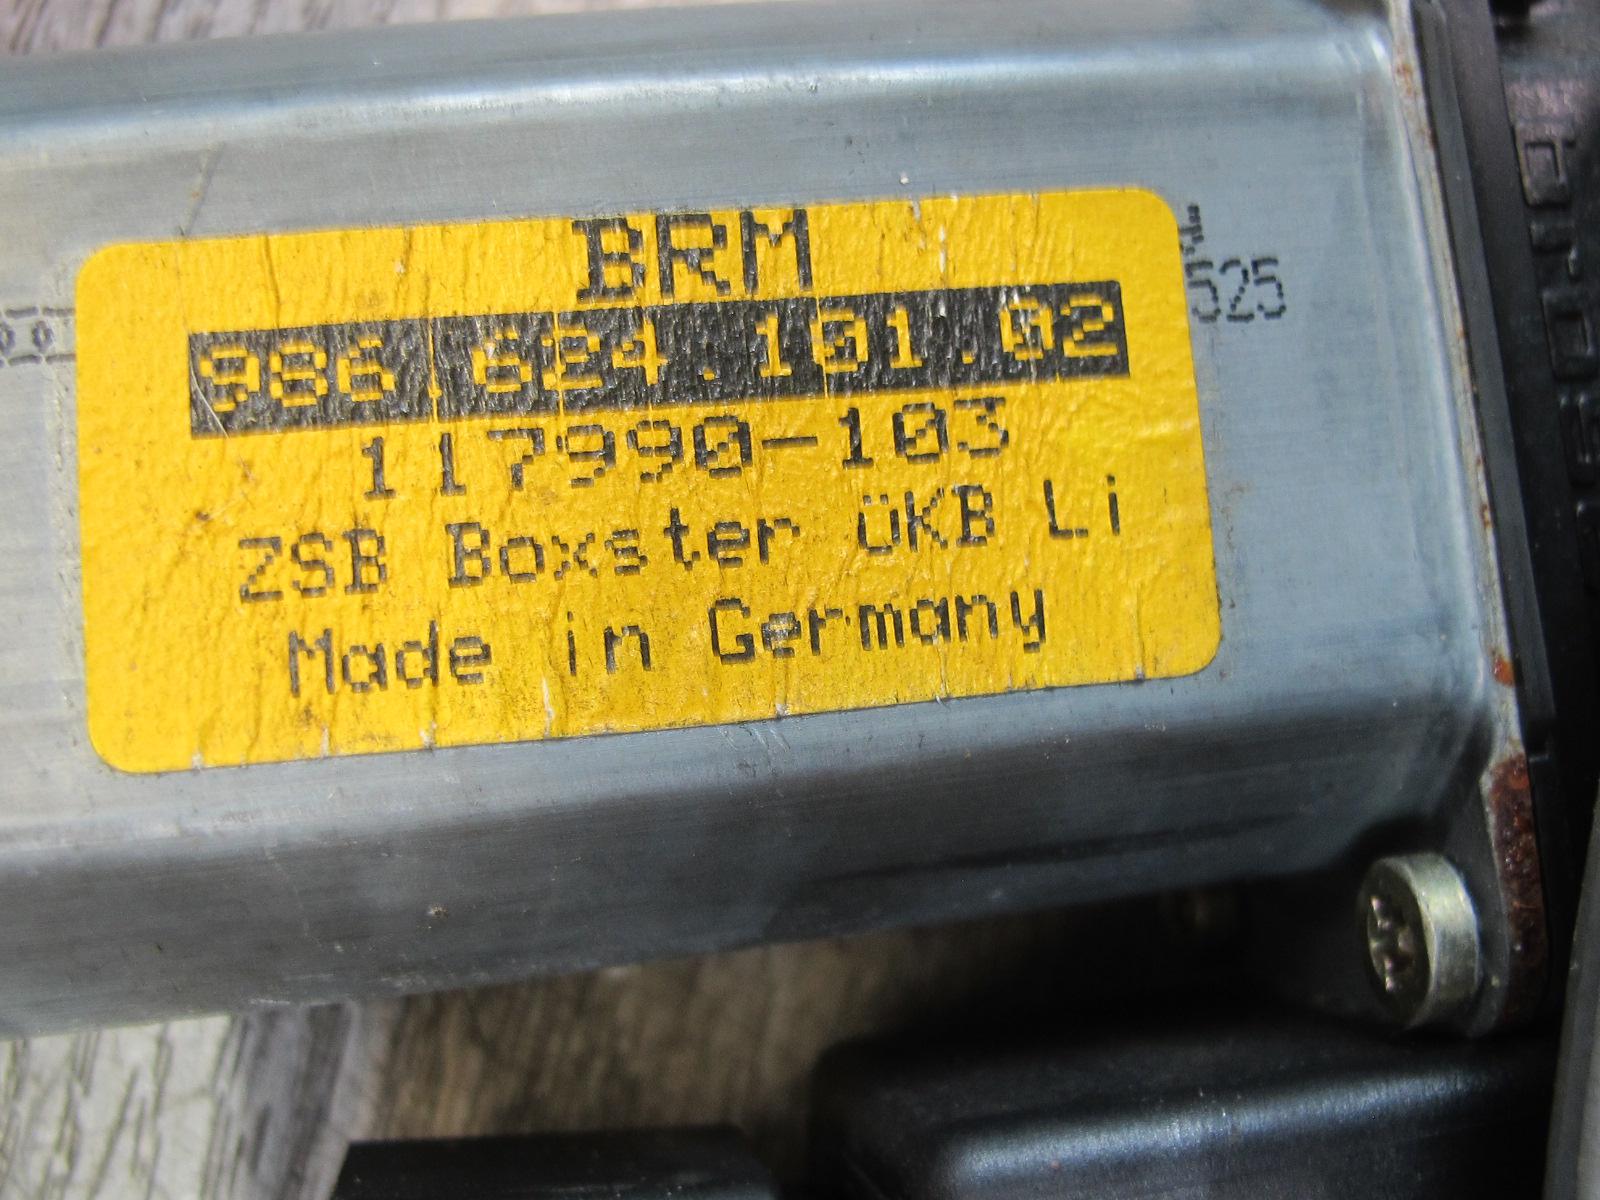 BRM
986.624.101.02
117990-103
ZSB Boxster ÜKB Li
Made in Germany
525